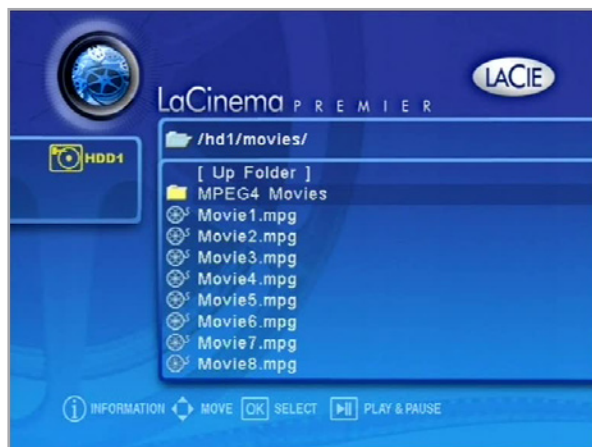 LACIE
LaCinema PREMIER
/hd1/movies/
HDD1
[ Up Folder ]
MPEG4 Movies
Movie1.mpg
Movie2.mpg
Movie3.mpg
Movie4.mpg
Movie5.mpg
Movie6.mpg
Movie7.mpg
Movie8.mpg
i INFORMATION MOVE OK SELECT PLAY & PAUSE